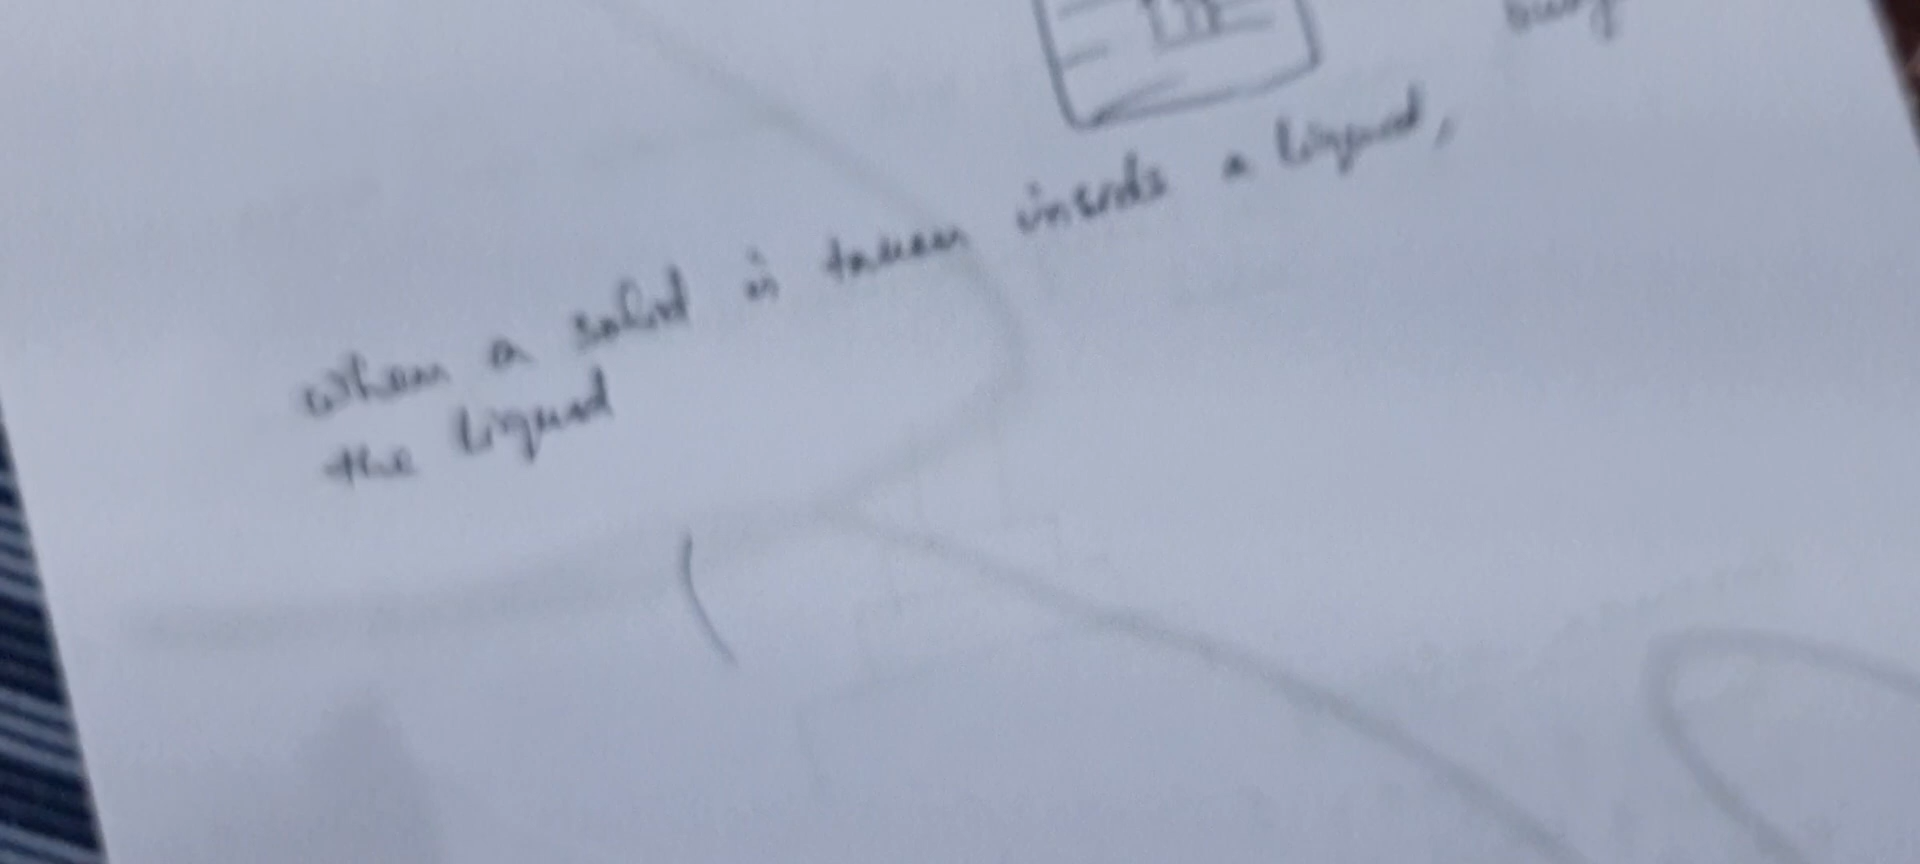 when a solid is taken inside a liquid,
the liquid